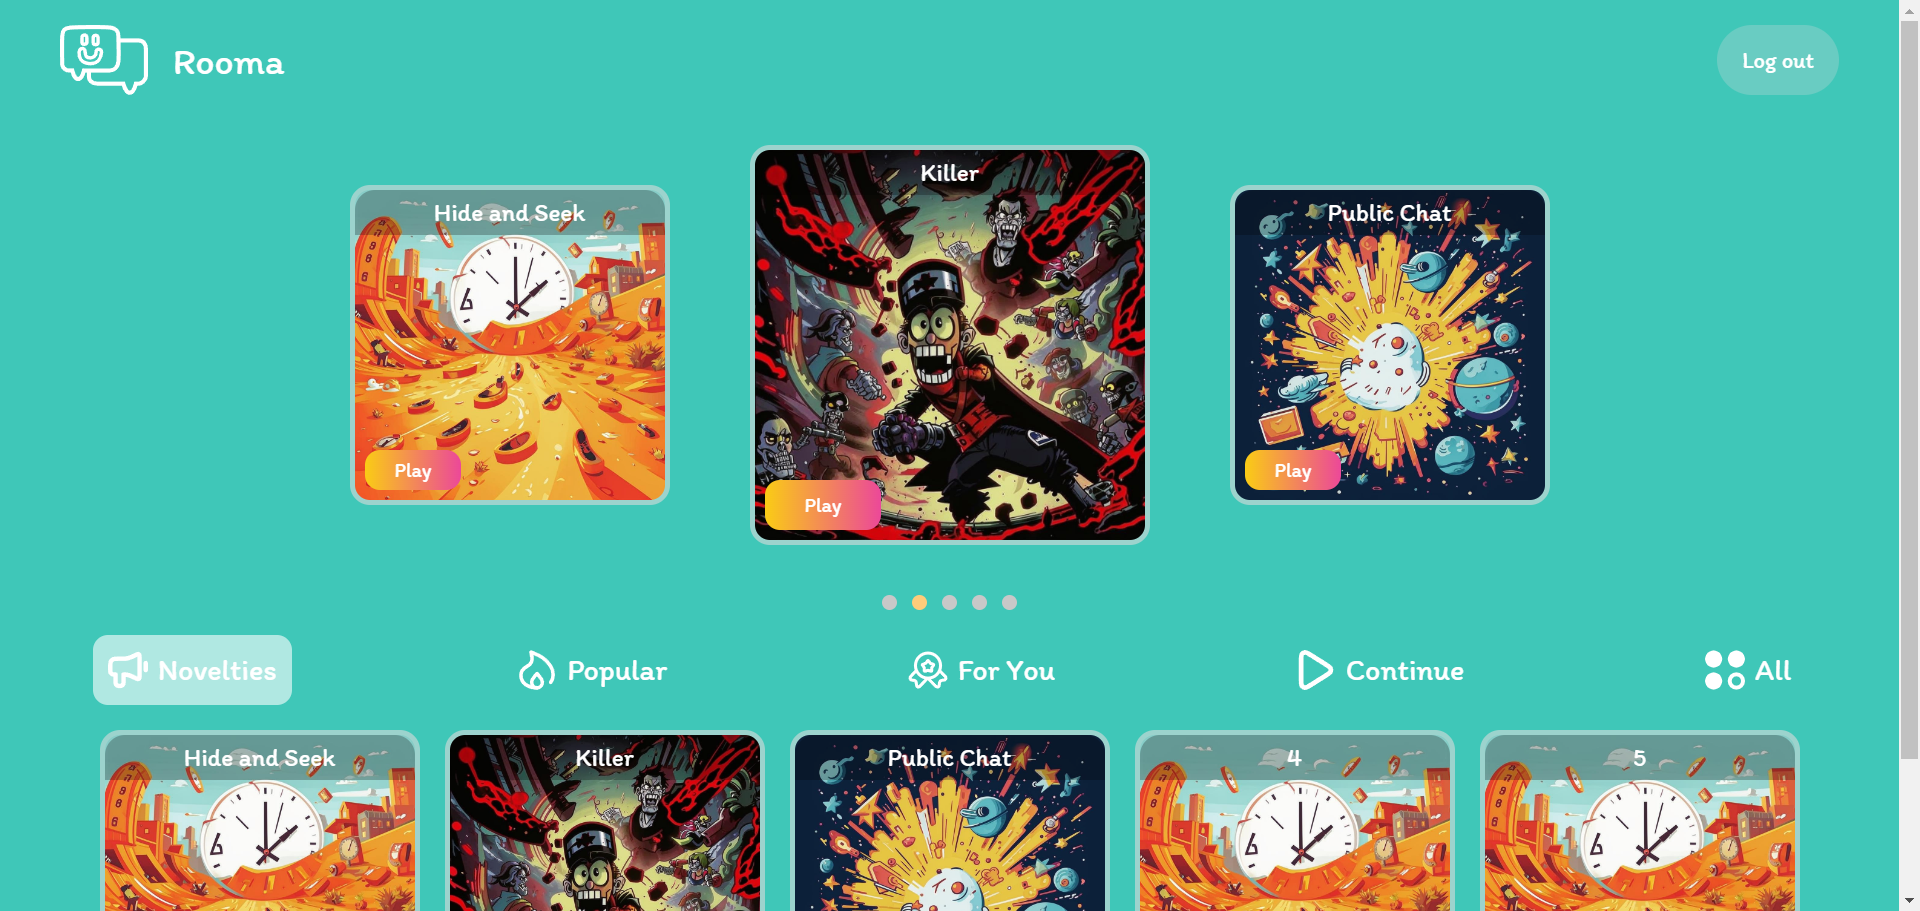 Rooma
Log out
Hide and Seek
Play
Killer
Play
Public Chat
Play
Novelties
Popular
For You
Continue
All
Hide and Seek
Killer
Public Chat
4
5